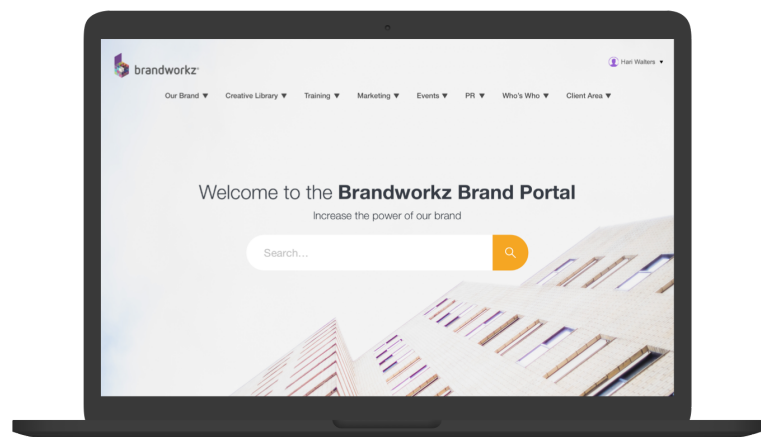 brandworkz
Hari Walters
Our Brand ▼ Creative Library ▼ Training ▼ Marketing ▼ Events ▼ PR ▼ Who's Who ▼ Client Area ▼
Welcome to the Brandworkz Brand Portal
Increase the power of our brand
Search...